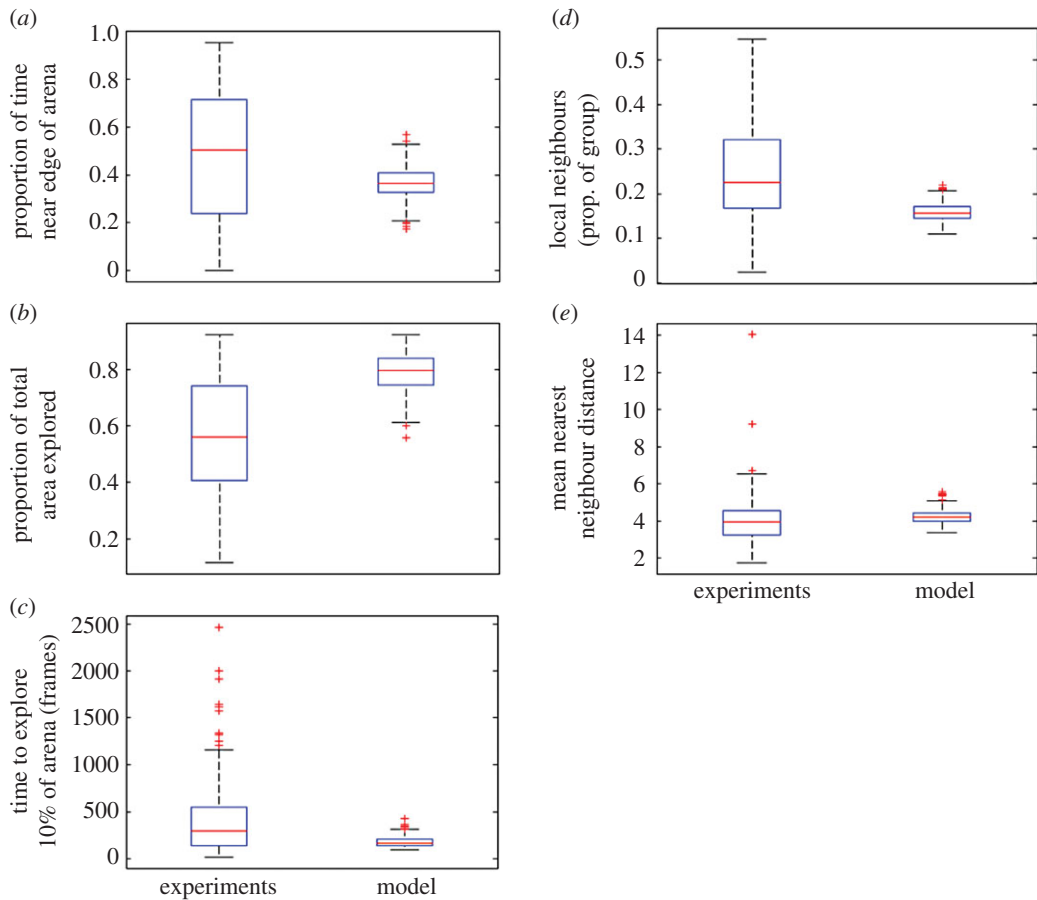 (a)
proportion of time
near edge of arena
1.0
0.8
0.6
0.4
0.2
0
(b)
proportion of total
area explored
0.8
0.6
0.4
0.2
(c)
time to explore
10% of arena (frames)
2500
2000
1500
1000
500
0
experiments
model
(d)
local neighbours
(prop. of group)
0.5
0.4
0.3
0.2
0.1
0
(e)
mean nearest
neighbour distance
14
12
10
8
6
4
2
experiments
model